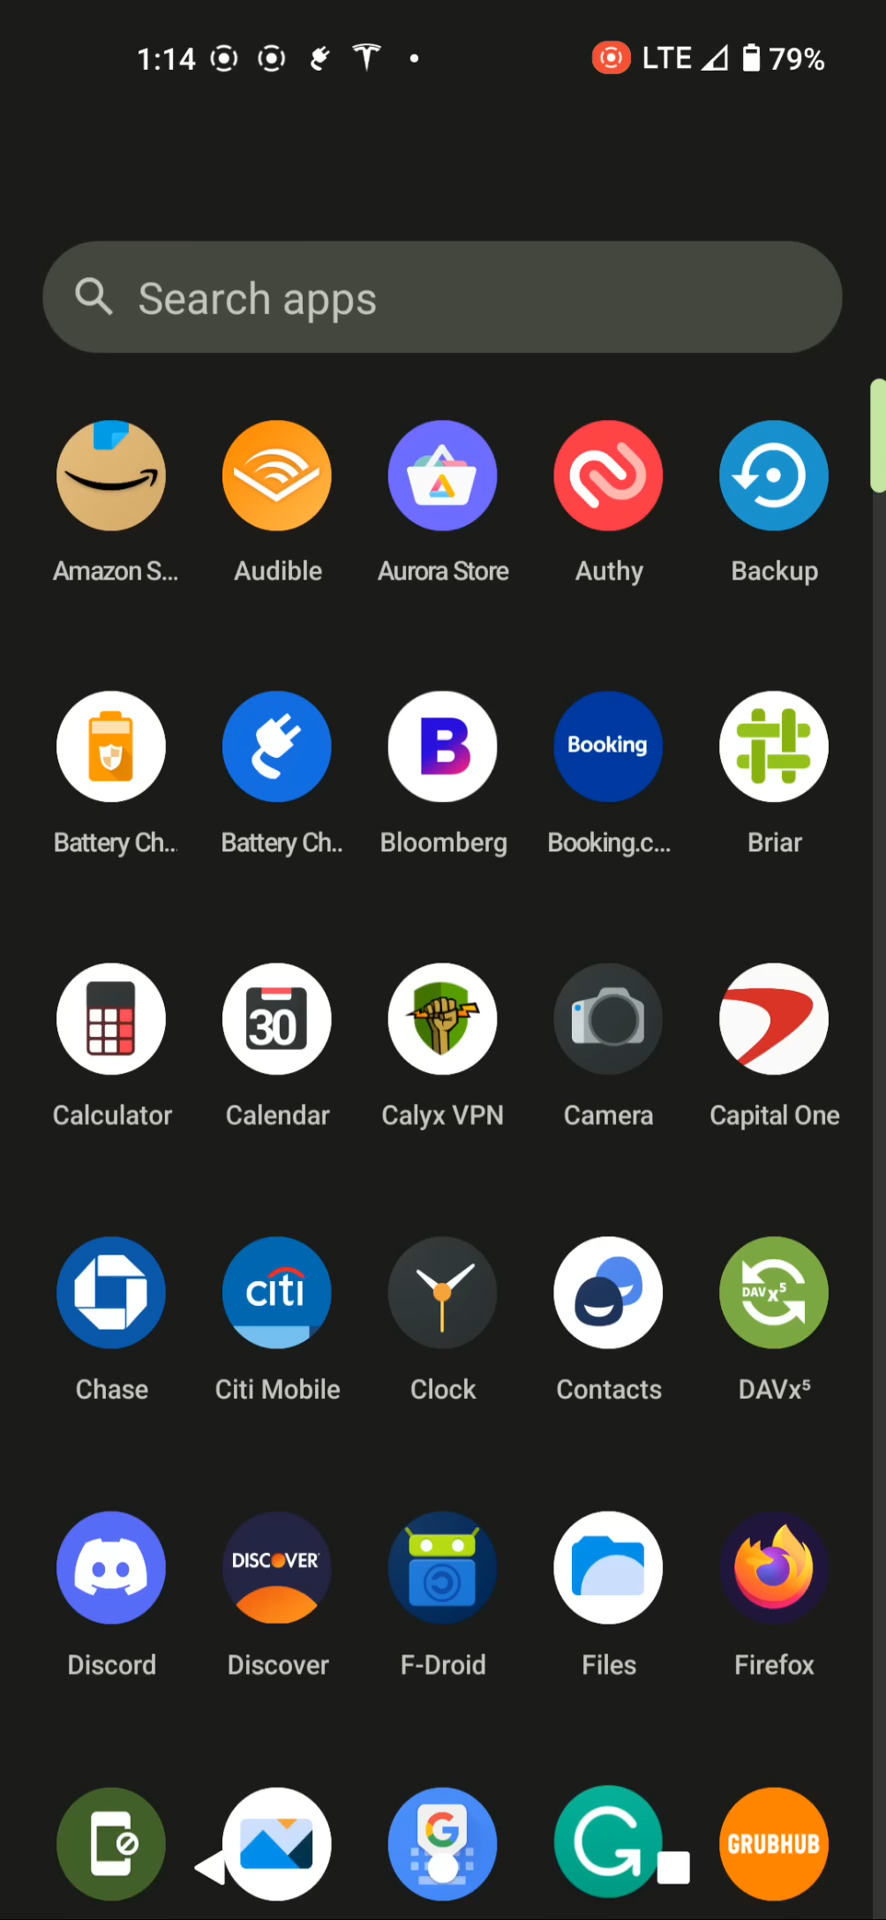 1:14 LTE 79%
Search apps
Amazon S... Audible Aurora Store Authy Backup
B Booking
Battery Ch.. Battery Ch.. Bloomberg Booking.c... Briar
30
Calculator Calendar Calyx VPN Camera Capital One
citi DAV x⁵
Chase Citi Mobile Clock Contacts DAVx⁵
DISCOVER
Discord Discover F-Droid Files Firefox
G G GRUBHUB